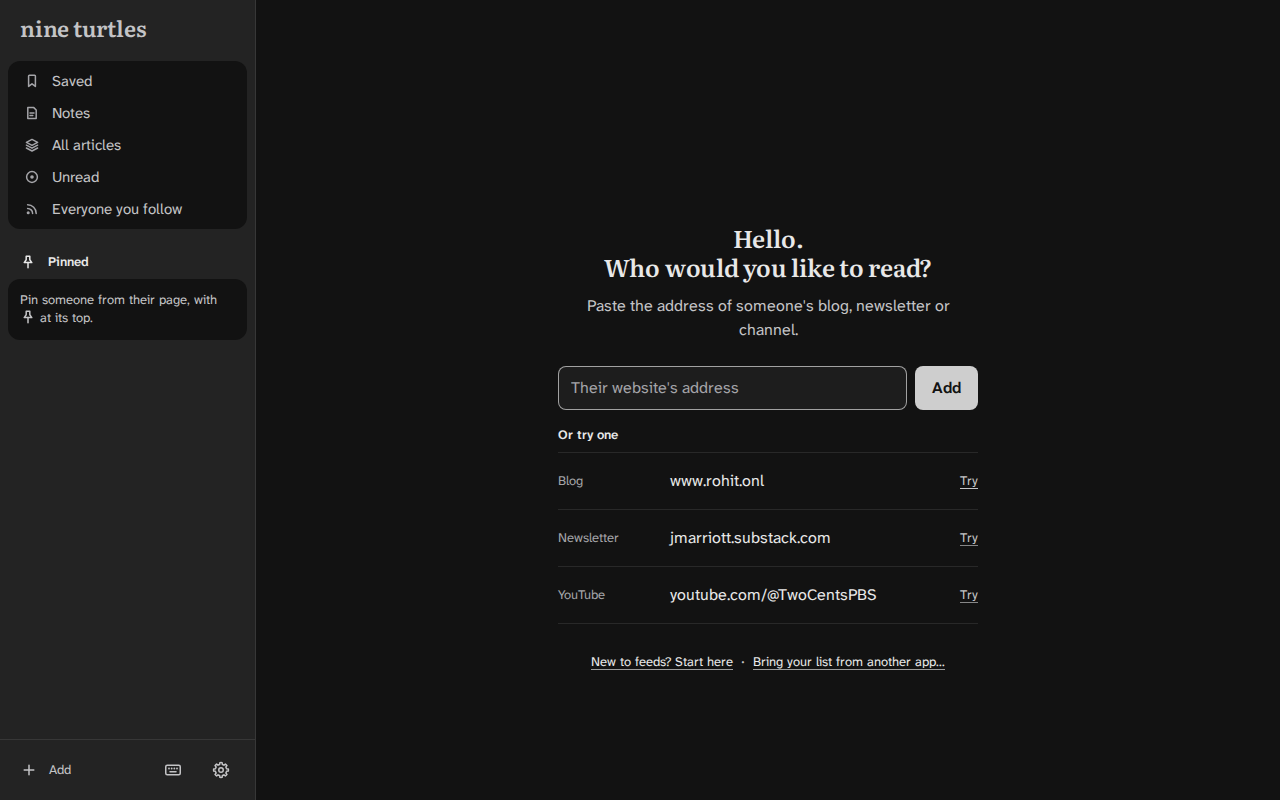 nine turtles
Saved
Notes
All articles
Unread
Everyone you follow
Pinned
Pin someone from their page, with
at its top.
Hello.
Who would you like to read?
Paste the address of someone's blog, newsletter or
channel.
Their website's address
Add
Or try one
Blog www.rohit.onl Try
Newsletter jmarriott.substack.com Try
YouTube youtube.com/@TwoCentsPBS Try
New to feeds? Start here · Bring your list from another app...
Add